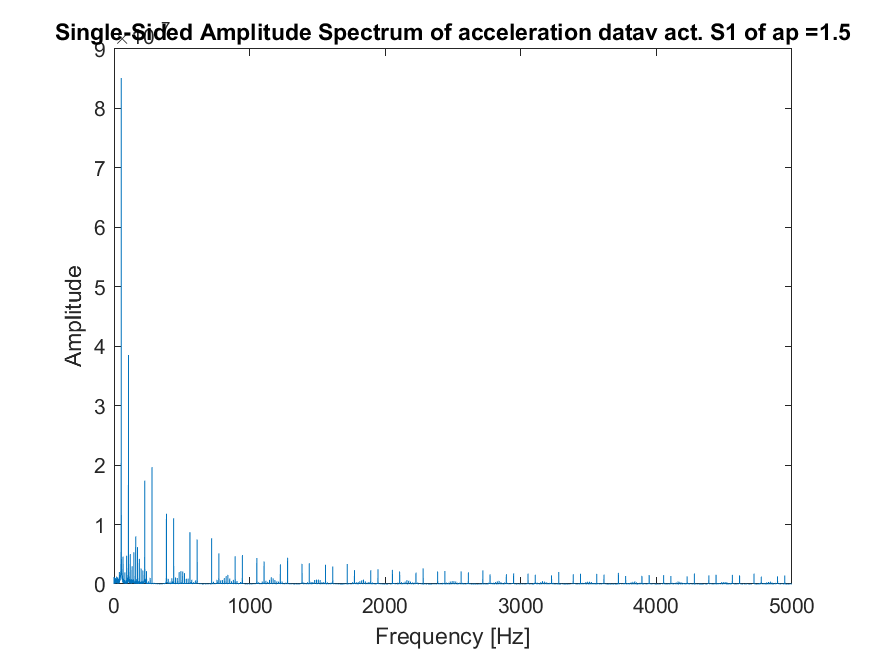 Single-Sided Amplitude Spectrum of acceleration datav act. S1 of ap =1.5
9
8
7
6
5
4
3
2
1
0
Amplitude
0 1000 2000 3000 4000 5000
Frequency [Hz]